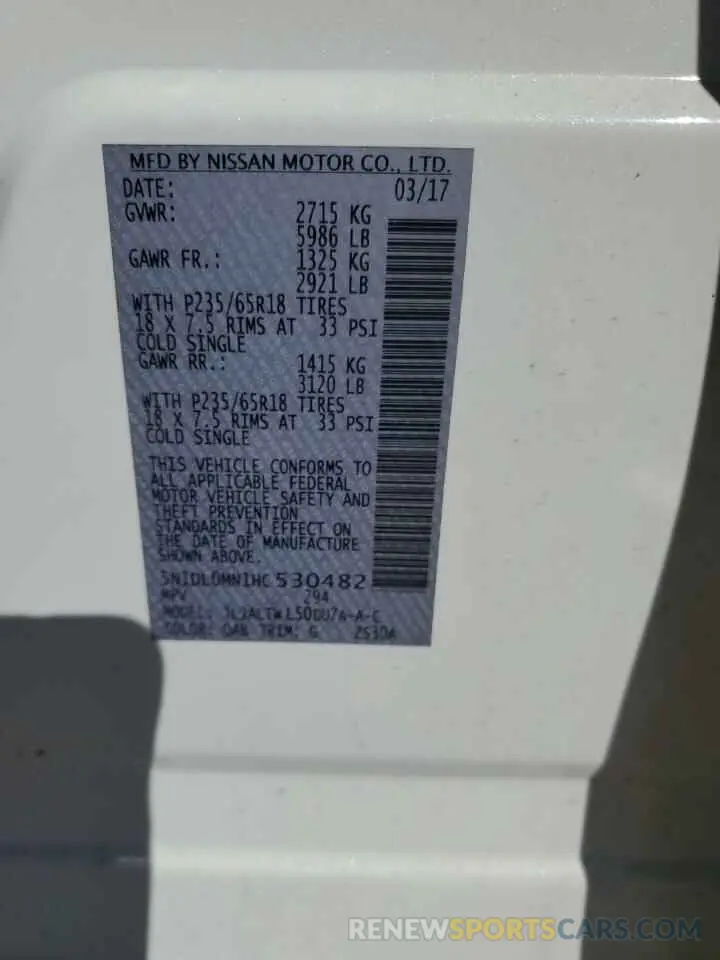 MFD BY NISSAN MOTOR CO., LTD.
DATE: 03/17
GVWR: 2715 KG
5986 LB
GAWR FR.: 1325 KG
2921 LB
WITH P235/65R18 TIRES
18 X 7.5 RIMS AT 33 PSI
COLD SINGLE
GAWR RR.: 1415 KG
3120 LB
WITH P235/65R18 TIRES
18 X 7.5 RIMS AT 33 PSI
COLD SINGLE
THIS VEHICLE CONFORMS TO
ALL APPLICABLE FEDERAL
MOTOR VEHICLE SAFETY AND
THEFT PREVENTION
STANDARDS IN EFFECT ON
THE DATE OF MANUFACTURE
SHOWN ABOVE.
5N1DL0MN1HC530482
MPV 294
MODEL:
COLOR: QAB TRIM: G
RENEWSPORTSCARS.COM